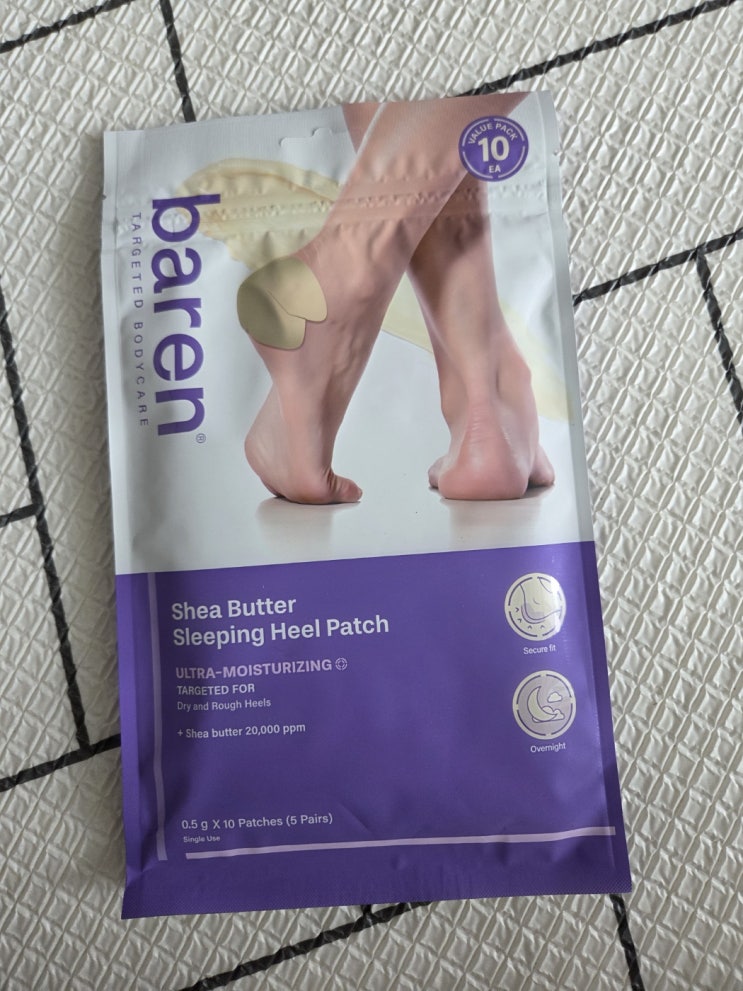 VALUE PACK
10
EA
baren®
TARGETED BODYCARE
Shea Butter
Sleeping Heel Patch
ULTRA-MOISTURIZING
TARGETED FOR
Dry and Rough Heels
+ Shea butter 20,000 ppm
Secure fit
Overnight
0.5 g X 10 Patches (5 Pairs)
Single Use